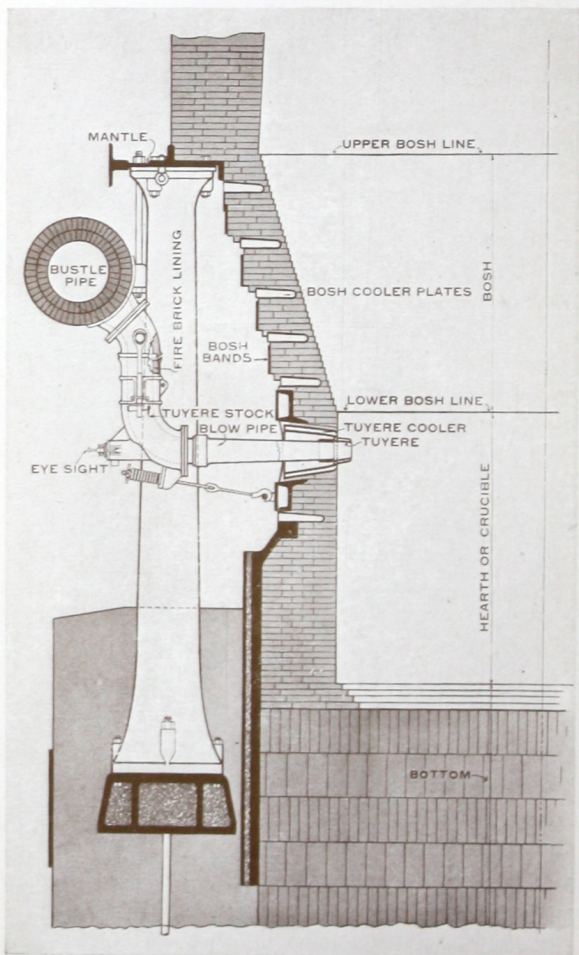 MANTLE
UPPER BOSH LINE
BUSTLE
PIPE
FIRE BRICK LINING
BOSH
BOSH COOLER PLATES
BOSH
BANDS
LOWER BOSH LINE
TUYERE STOCK
TUYERE COOLER
BLOW PIPE
TUYERE
EYE SIGHT
HEARTH OR CRUCIBLE
BOTTOM